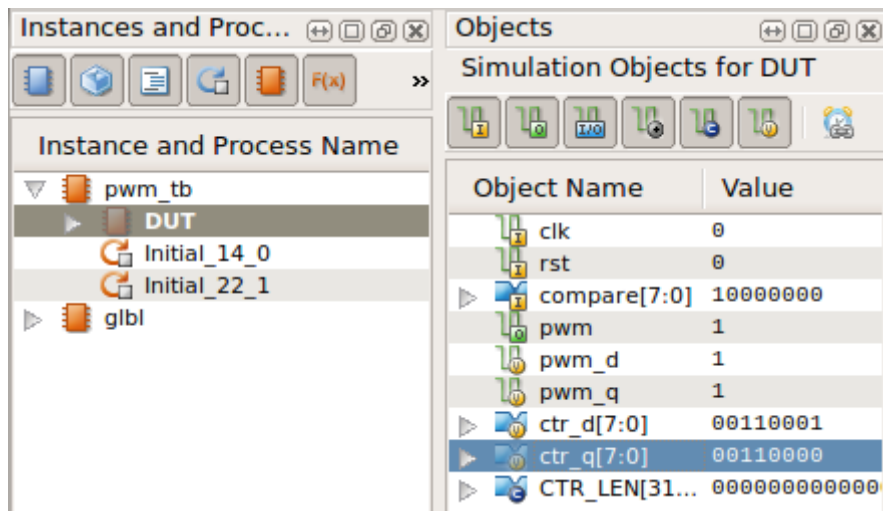 Instances and Proc...
F(x)
»
Instance and Process Name
pwm_tb
DUT
Initial_14_0
Initial_22_1
glbl
Objects
Simulation Objects for DUT
I O I/O C U
Object Name Value
clk 0
rst 0
compare[7:0] 10000000
pwm 1
pwm_d 1
pwm_q 1
ctr_d[7:0] 00110001
ctr_q[7:0] 00110000
CTR_LEN[31... 000000000000